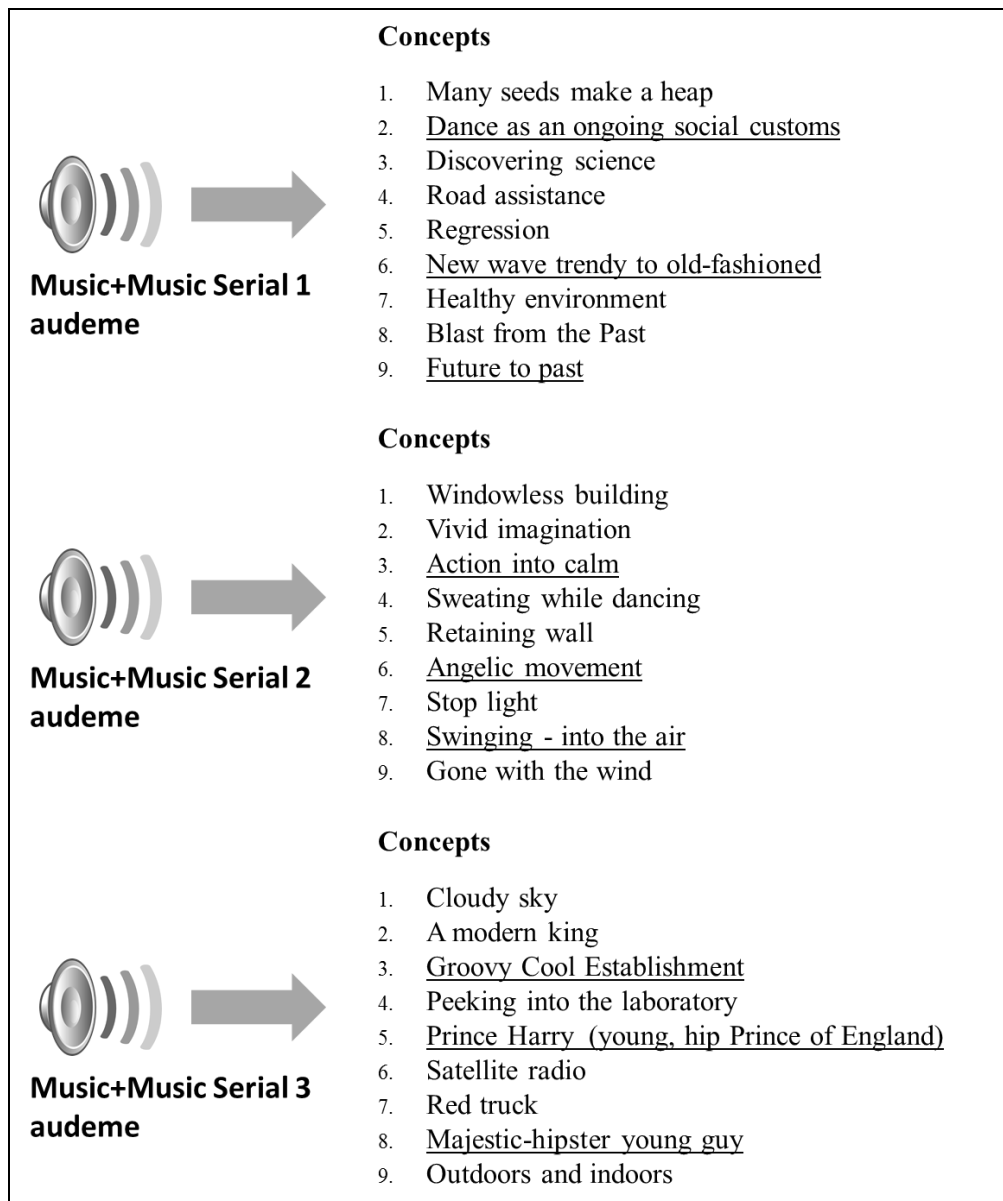 Concepts
1. Many seeds make a heap
2. Dance as an ongoing social customs
3. Discovering science
4. Road assistance
5. Regression
6. New wave trendy to old-fashioned
7. Healthy environment
8. Blast from the Past
9. Future to past
Music+Music Serial 1
audeme
Concepts
1. Windowless building
2. Vivid imagination
3. Action into calm
4. Sweating while dancing
5. Retaining wall
6. Angelic movement
7. Stop light
8. Swinging - into the air
9. Gone with the wind
Music+Music Serial 2
audeme
Concepts
1. Cloudy sky
2. A modern king
3. Groovy Cool Establishment
4. Peeking into the laboratory
5. Prince Harry (young, hip Prince of England)
6. Satellite radio
7. Red truck
8. Majestic-hipster young guy
9. Outdoors and indoors
Music+Music Serial 3
audeme